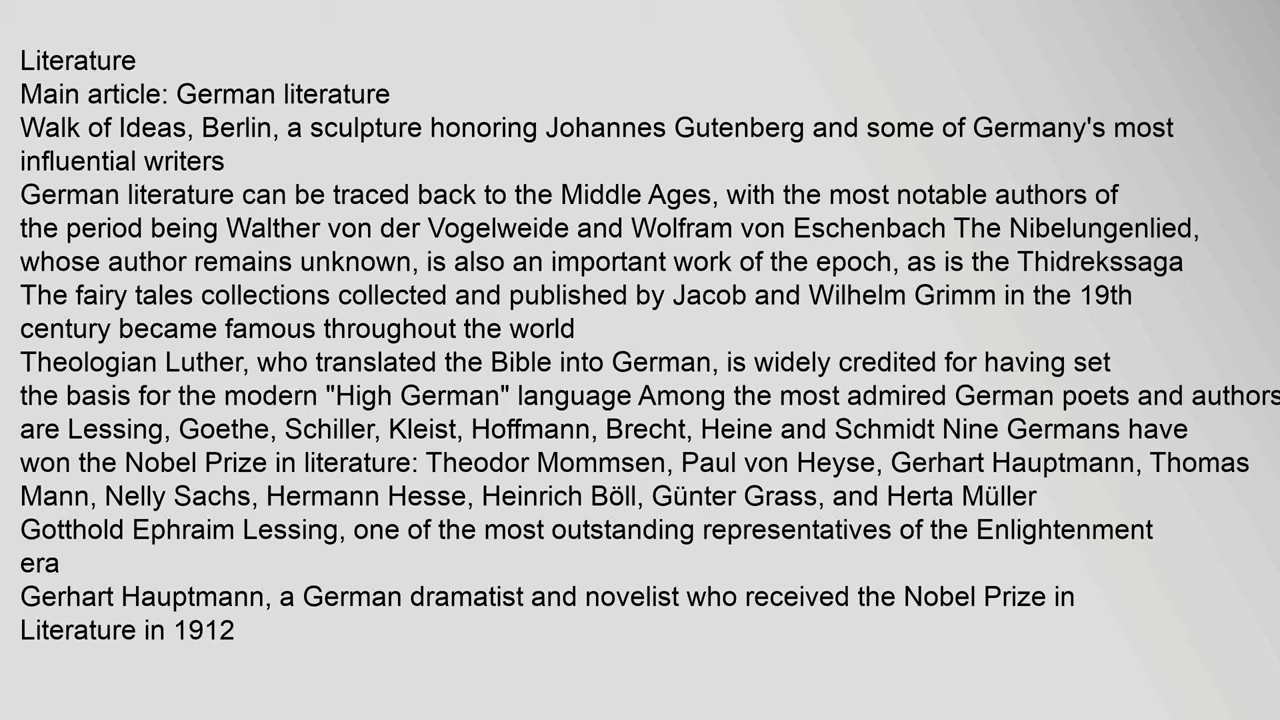 Literature
Main article: German literature
Walk of Ideas, Berlin, a sculpture honoring Johannes Gutenberg and some of Germany's most
influential writers
German literature can be traced back to the Middle Ages, with the most notable authors of
the period being Walther von der Vogelweide and Wolfram von Eschenbach The Nibelungenlied,
whose author remains unknown, is also an important work of the epoch, as is the Thidrekssaga
The fairy tales collections collected and published by Jacob and Wilhelm Grimm in the 19th
century became famous throughout the world
Theologian Luther, who translated the Bible into German, is widely credited for having set
the basis for the modern "High German" language Among the most admired German poets and authors
are Lessing, Goethe, Schiller, Kleist, Hoffmann, Brecht, Heine and Schmidt Nine Germans have
won the Nobel Prize in literature: Theodor Mommsen, Paul von Heyse, Gerhart Hauptmann, Thomas
Mann, Nelly Sachs, Hermann Hesse, Heinrich Böll, Günter Grass, and Herta Müller
Gotthold Ephraim Lessing, one of the most outstanding representatives of the Enlightenment
era
Gerhart Hauptmann, a German dramatist and novelist who received the Nobel Prize in
Literature in 1912